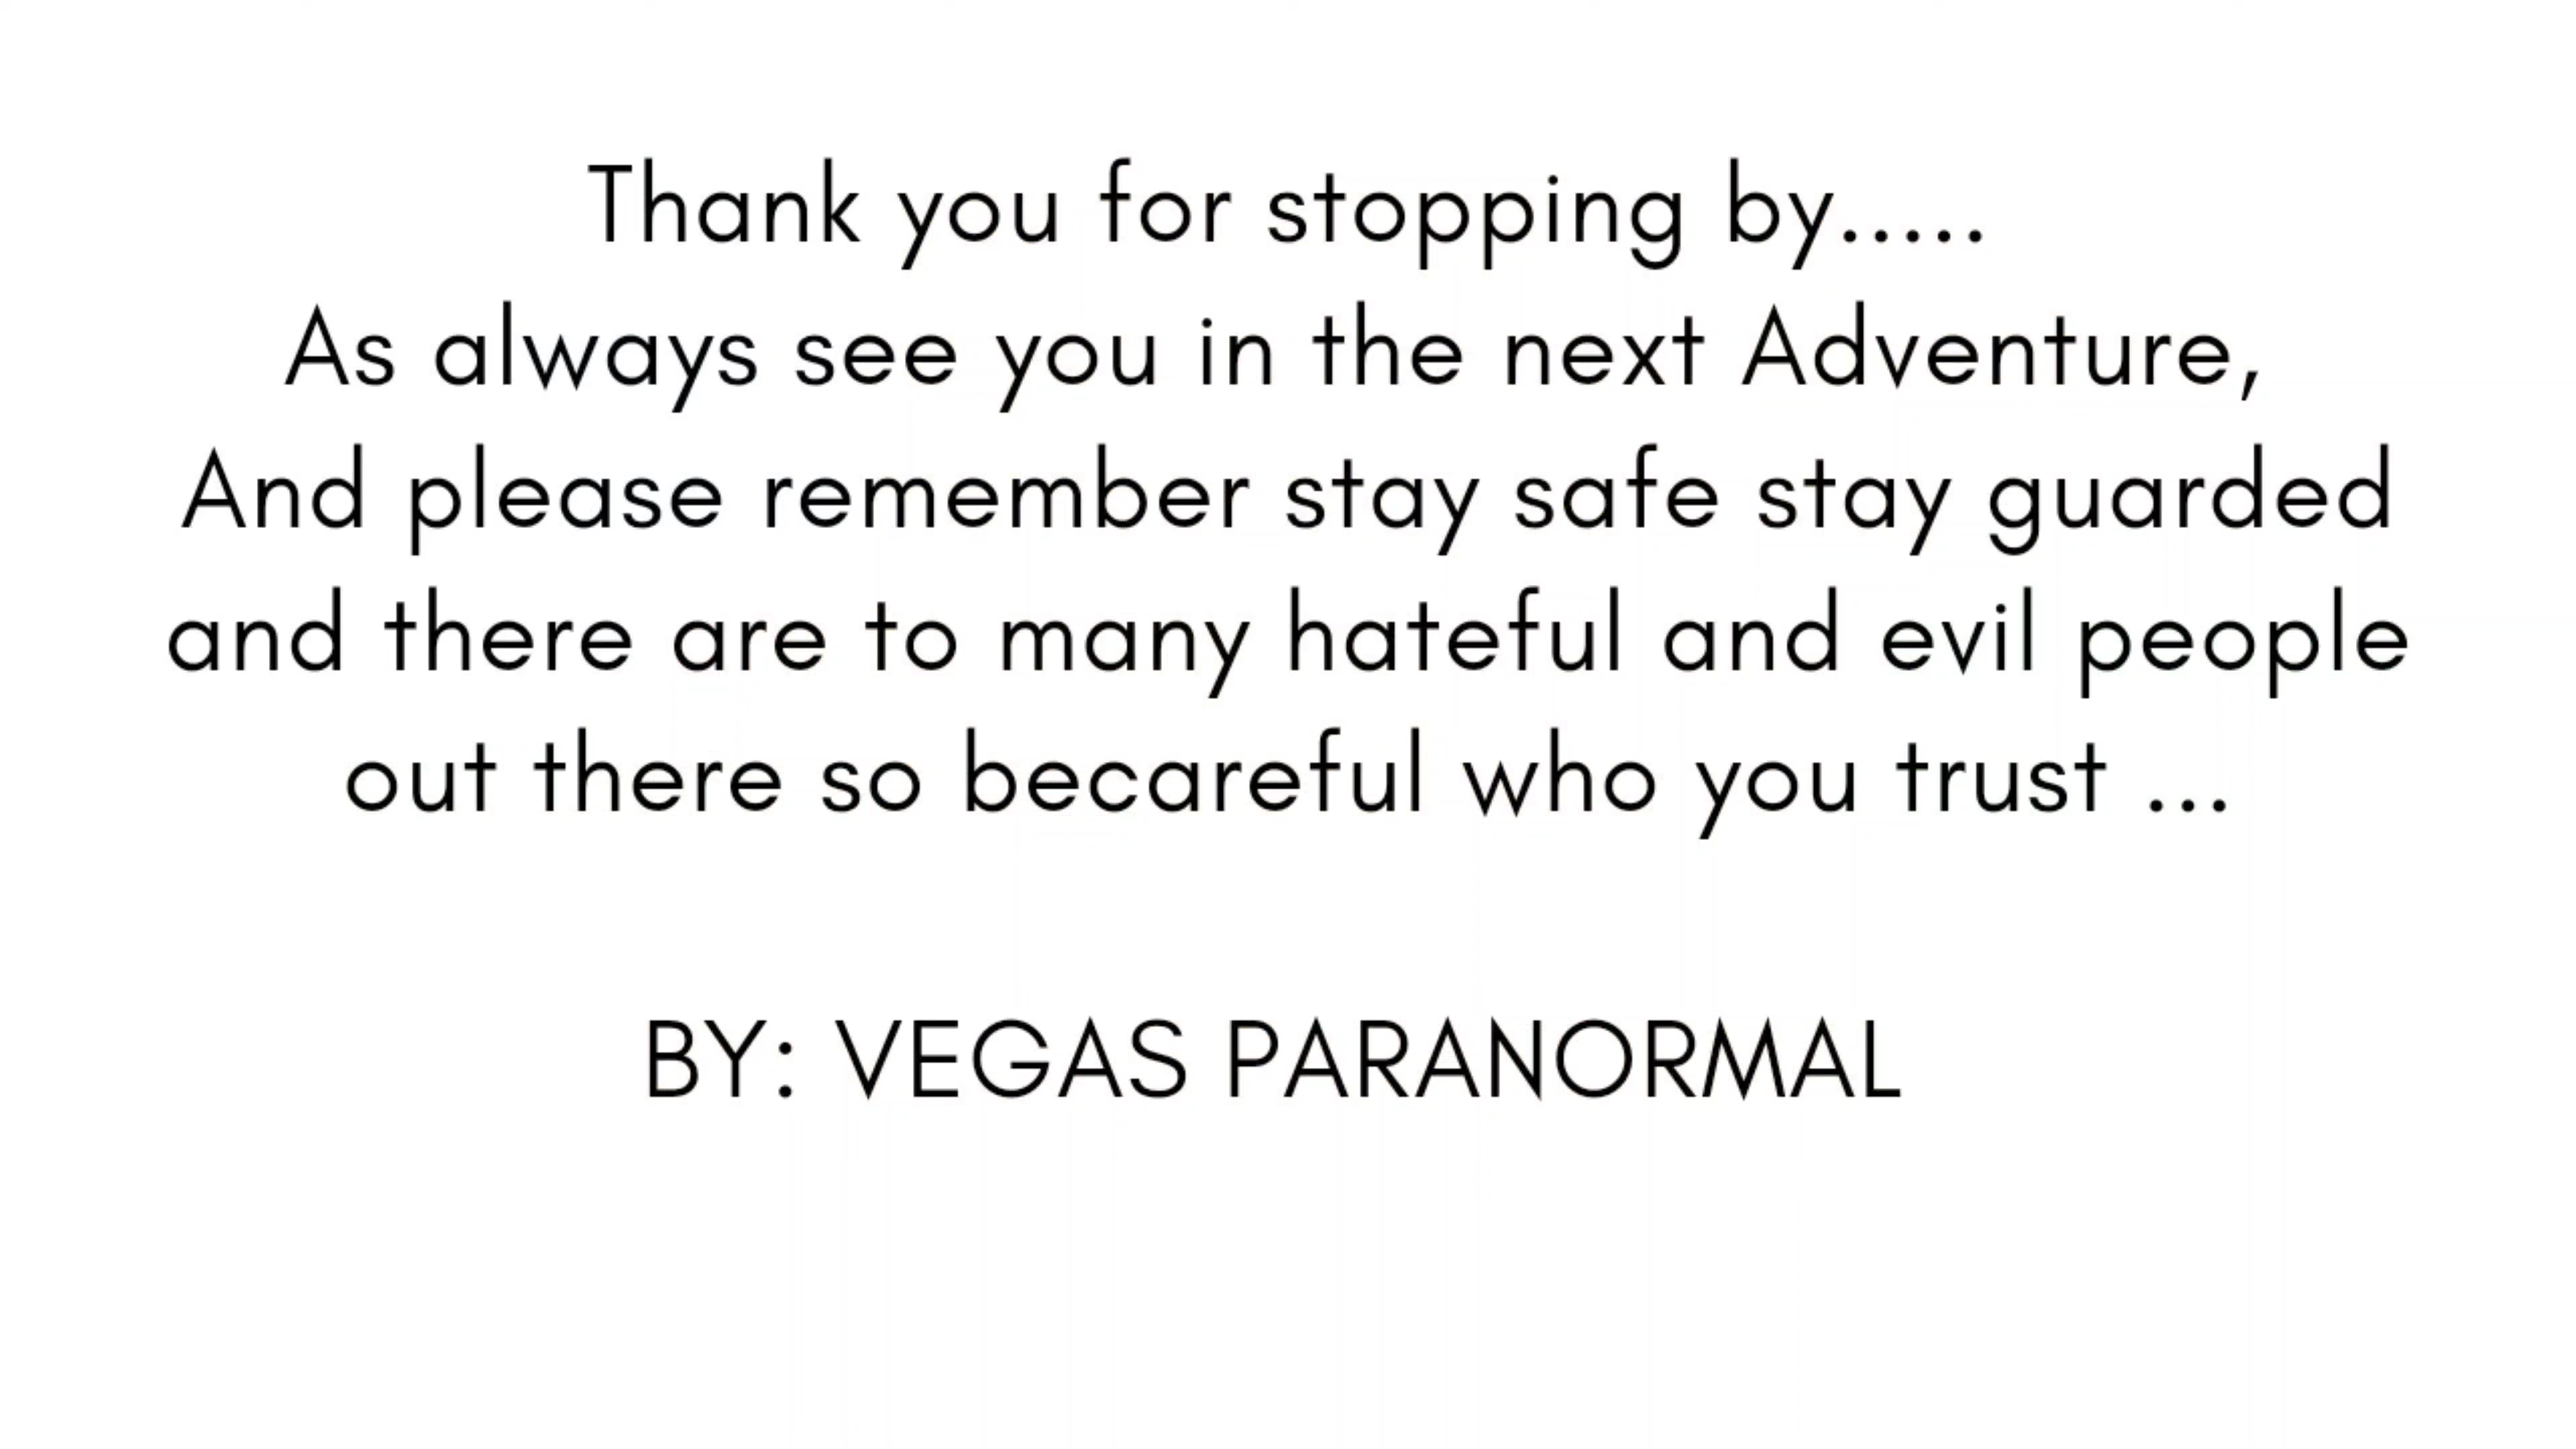 Thank you for stopping by.....
As always see you in the next Adventure,
And please remember stay safe stay guarded
and there are to many hateful and evil people
out there so becareful who you trust ...
BY: VEGAS PARANORMAL